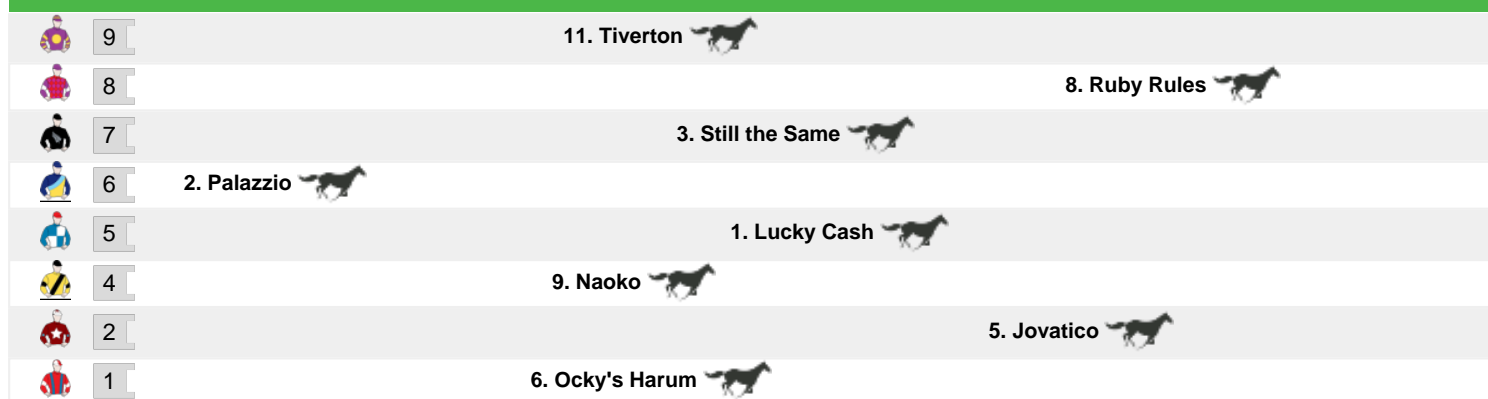 9 11. Tiverton
8 8. Ruby Rules
7 3. Still the Same
6 2. Palazzio
5 1. Lucky Cash
4 9. Naoko
2 5. Jovatico
1 6. Ocky's Harum